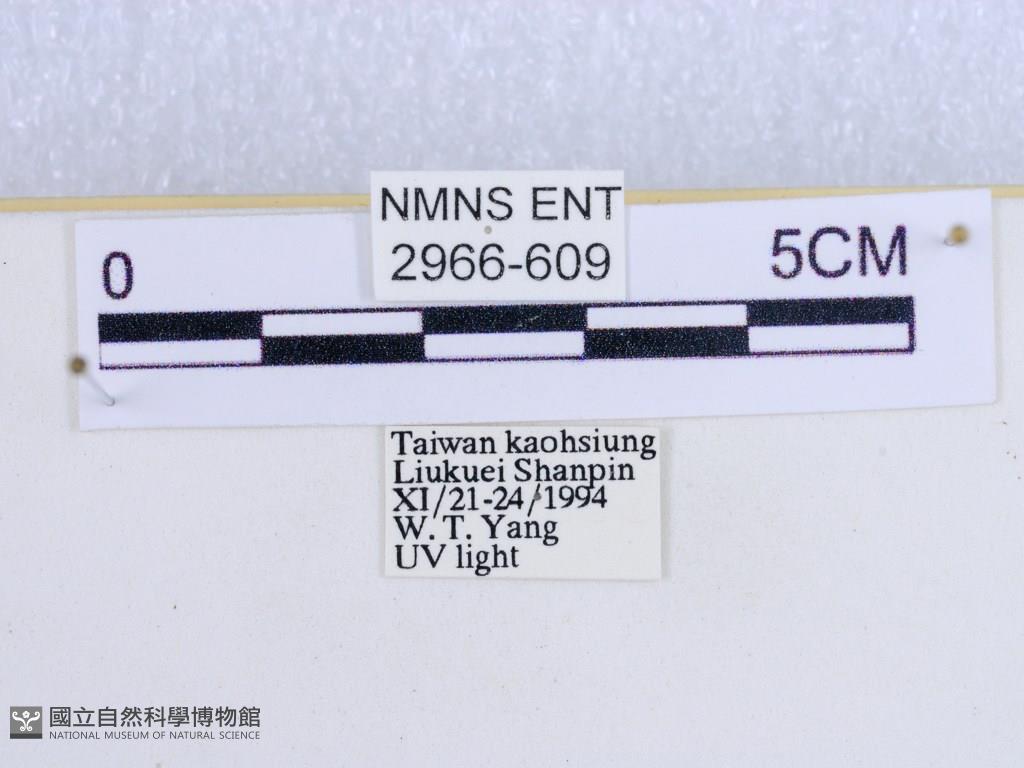 NMNS ENT
2966-609
0
5CM
Taiwan kaohsiung
Liukuei Shanpin
XI/21-24/1994
W. T. Yang
UV light
國立自然科學博物館
NATIONAL MUSEUM OF NATURAL SCIENCE